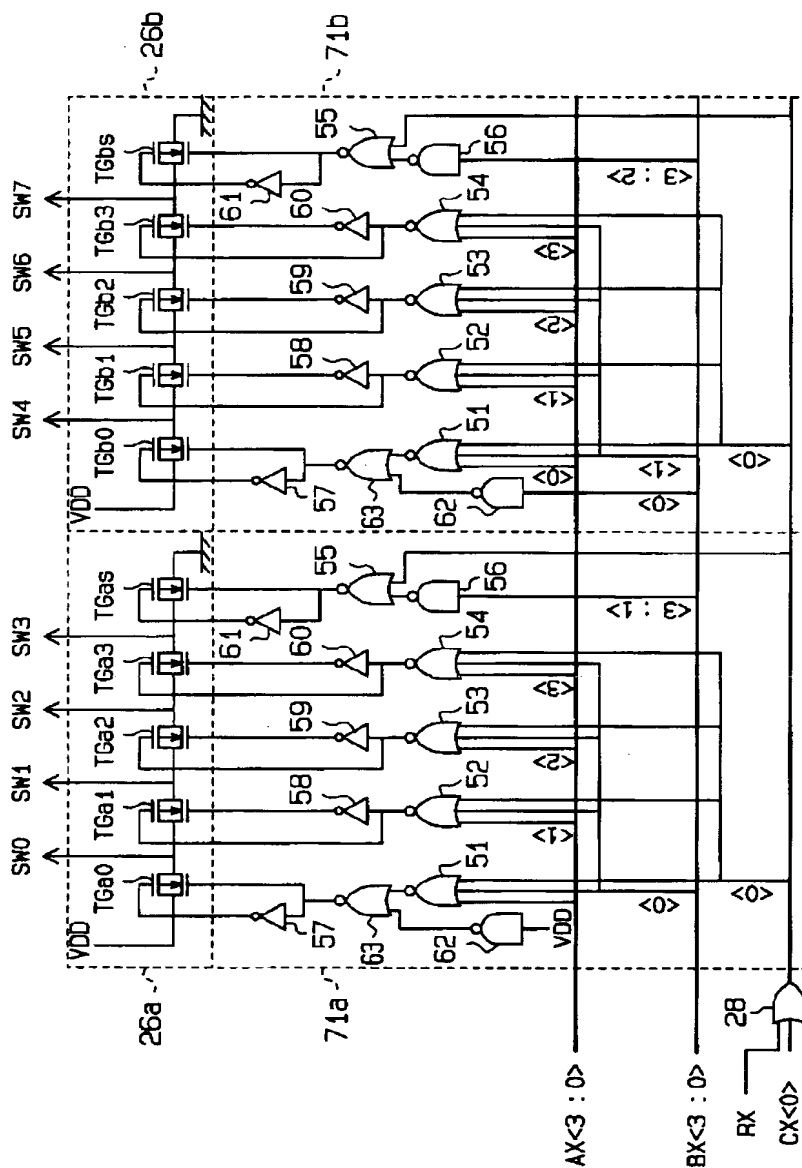 SW0 SW1 SW2 SW3 SW4 SW5 SW6 SW7
26a VDD TGa0 TGa1 TGa2 TGa3 TGas VDD TGb0 TGb1 TGb2 TGb3 TGbs 26b
71a 57 58 59 60 61 57 58 59 60 61 71b
63 55 63 55
62 51 52 53 54 56 62 51 52 53 54 56
VDD <1> <2> <3> <0> <1> <2> <3>
AX<3:0>
<0> <3:1> <0> <1> <3:2>
BX<3:0>
<0> <0>
RX 28
CX<0>